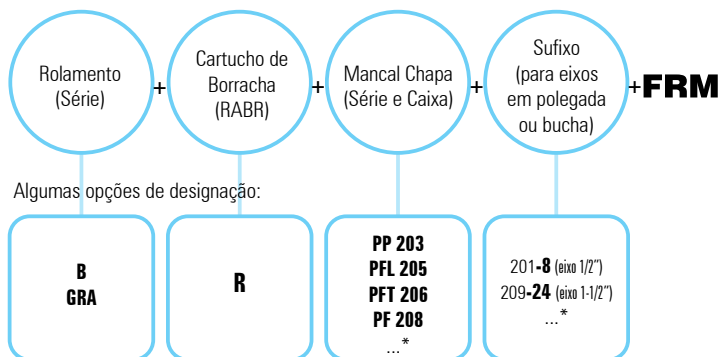 Rolamento
(Série)
+
Cartucho de
Borracha
(RABR)
+
Mancal Chapa
(Série e Caixa)
+
Sufixo
(para eixos
em polegada
ou bucha)
+FRM
Algumas opções de designação:
B
GRA
R
PP 203
PFL 205
PFT 206
PF 208
...*
201-8 (eixo 1/2")
209-24 (eixo 1-1/2")
...*